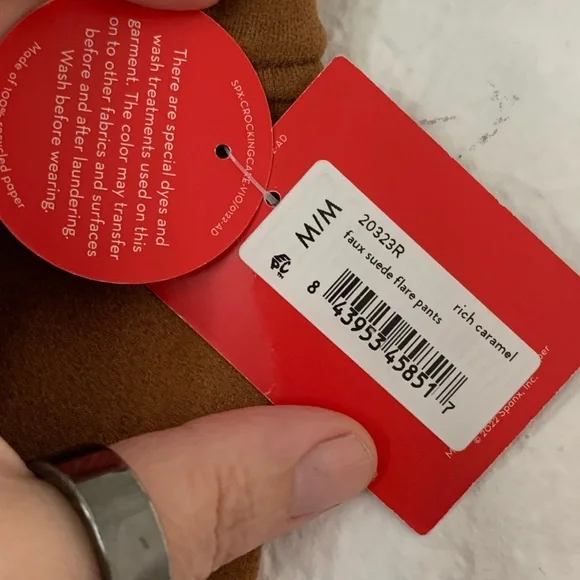 There are special dyes and
wash treatments used on this
garment. The color may transfer
on to other fabrics and surfaces
before and after laundering.
Wash before wearing.
Made of 100% recycled paper
AD
M/M
20323R
faux suede flare pants
rich caramel
8 43953 45851 7
© 2022 Spanx, Inc.